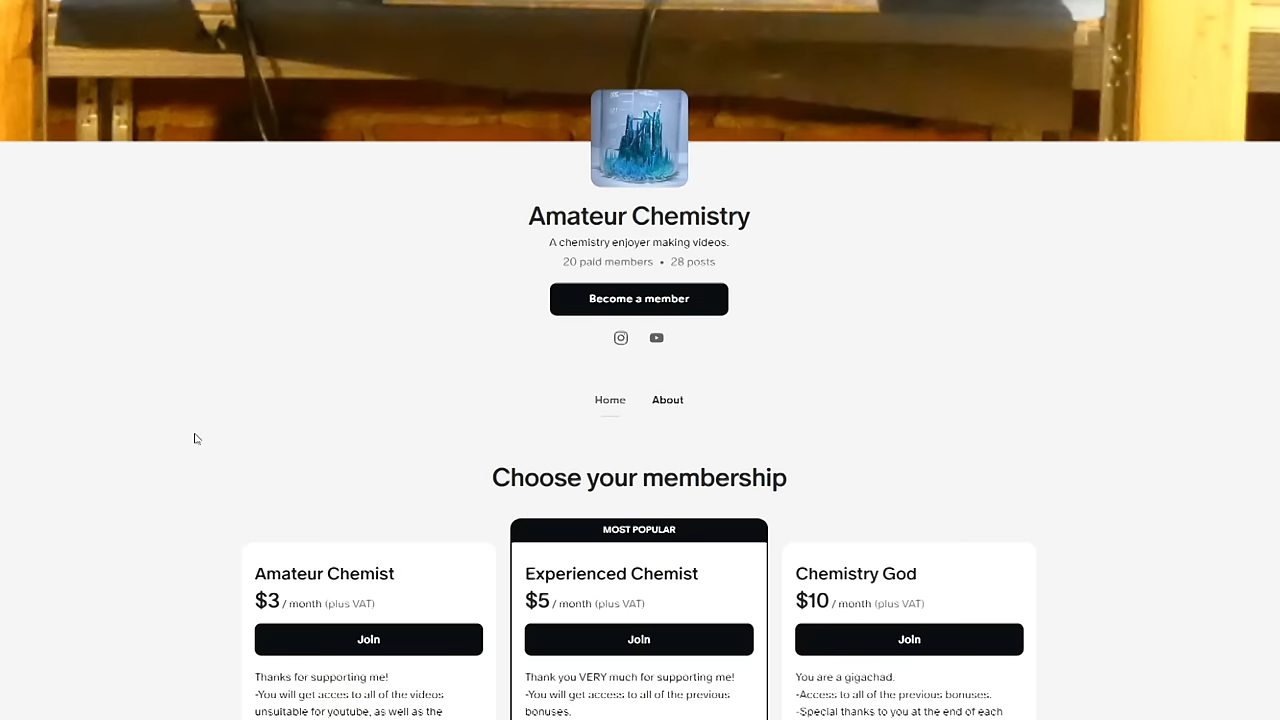 Amateur Chemistry
A chemistry enjoyer making videos.
20 paid members • 28 posts
Become a member
Home About
Choose your membership
MOST POPULAR
Amateur Chemist
$3 / month (plus VAT)
Join
Thanks for supporting me!
-You will get acces to all of the videos
unsuitable for youtube, as well as the
Experienced Chemist
$5 / month (plus VAT)
Join
Thank you VERY much for supporting me!
-You will get access to all of the previous
bonuses.
Chemistry God
$10 / month (plus VAT)
Join
You are a gigachad.
-Access to all of the previous bonuses.
-Special thanks to you at the end of each